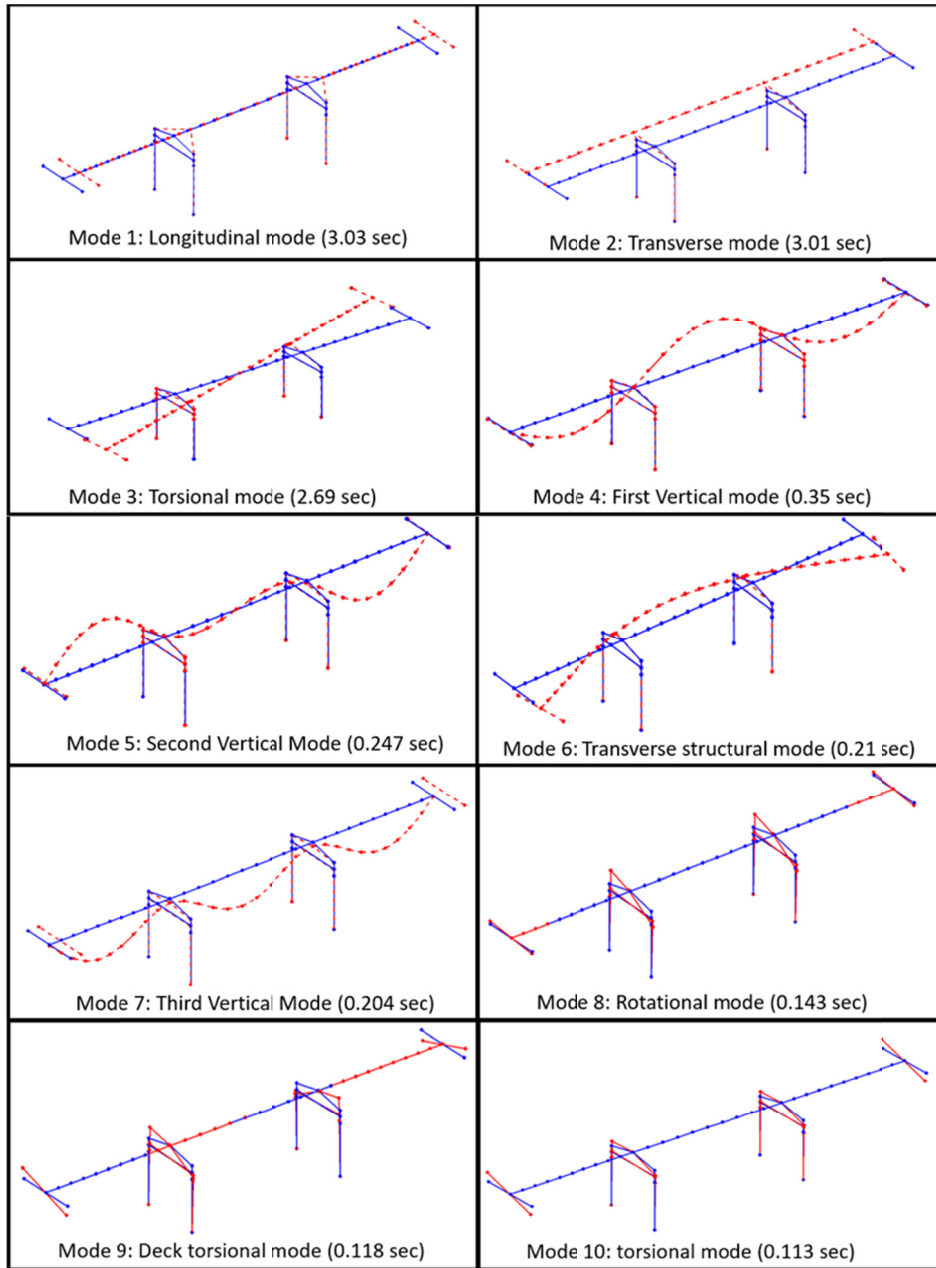 Mode 1: Longitudinal mode (3.03 sec)
Mode 2: Transverse mode (3.01 sec)
Mode 3: Torsional mode (2.69 sec)
Mode 4: First Vertical mode (0.35 sec)
Mode 5: Second Vertical Mode (0.247 sec)
Mode 6: Transverse structural mode (0.21 sec)
Mode 7: Third Vertical Mode (0.204 sec)
Mode 8: Rotational mode (0.143 sec)
Mode 9: Deck torsional mode (0.118 sec)
Mode 10: torsional mode (0.113 sec)